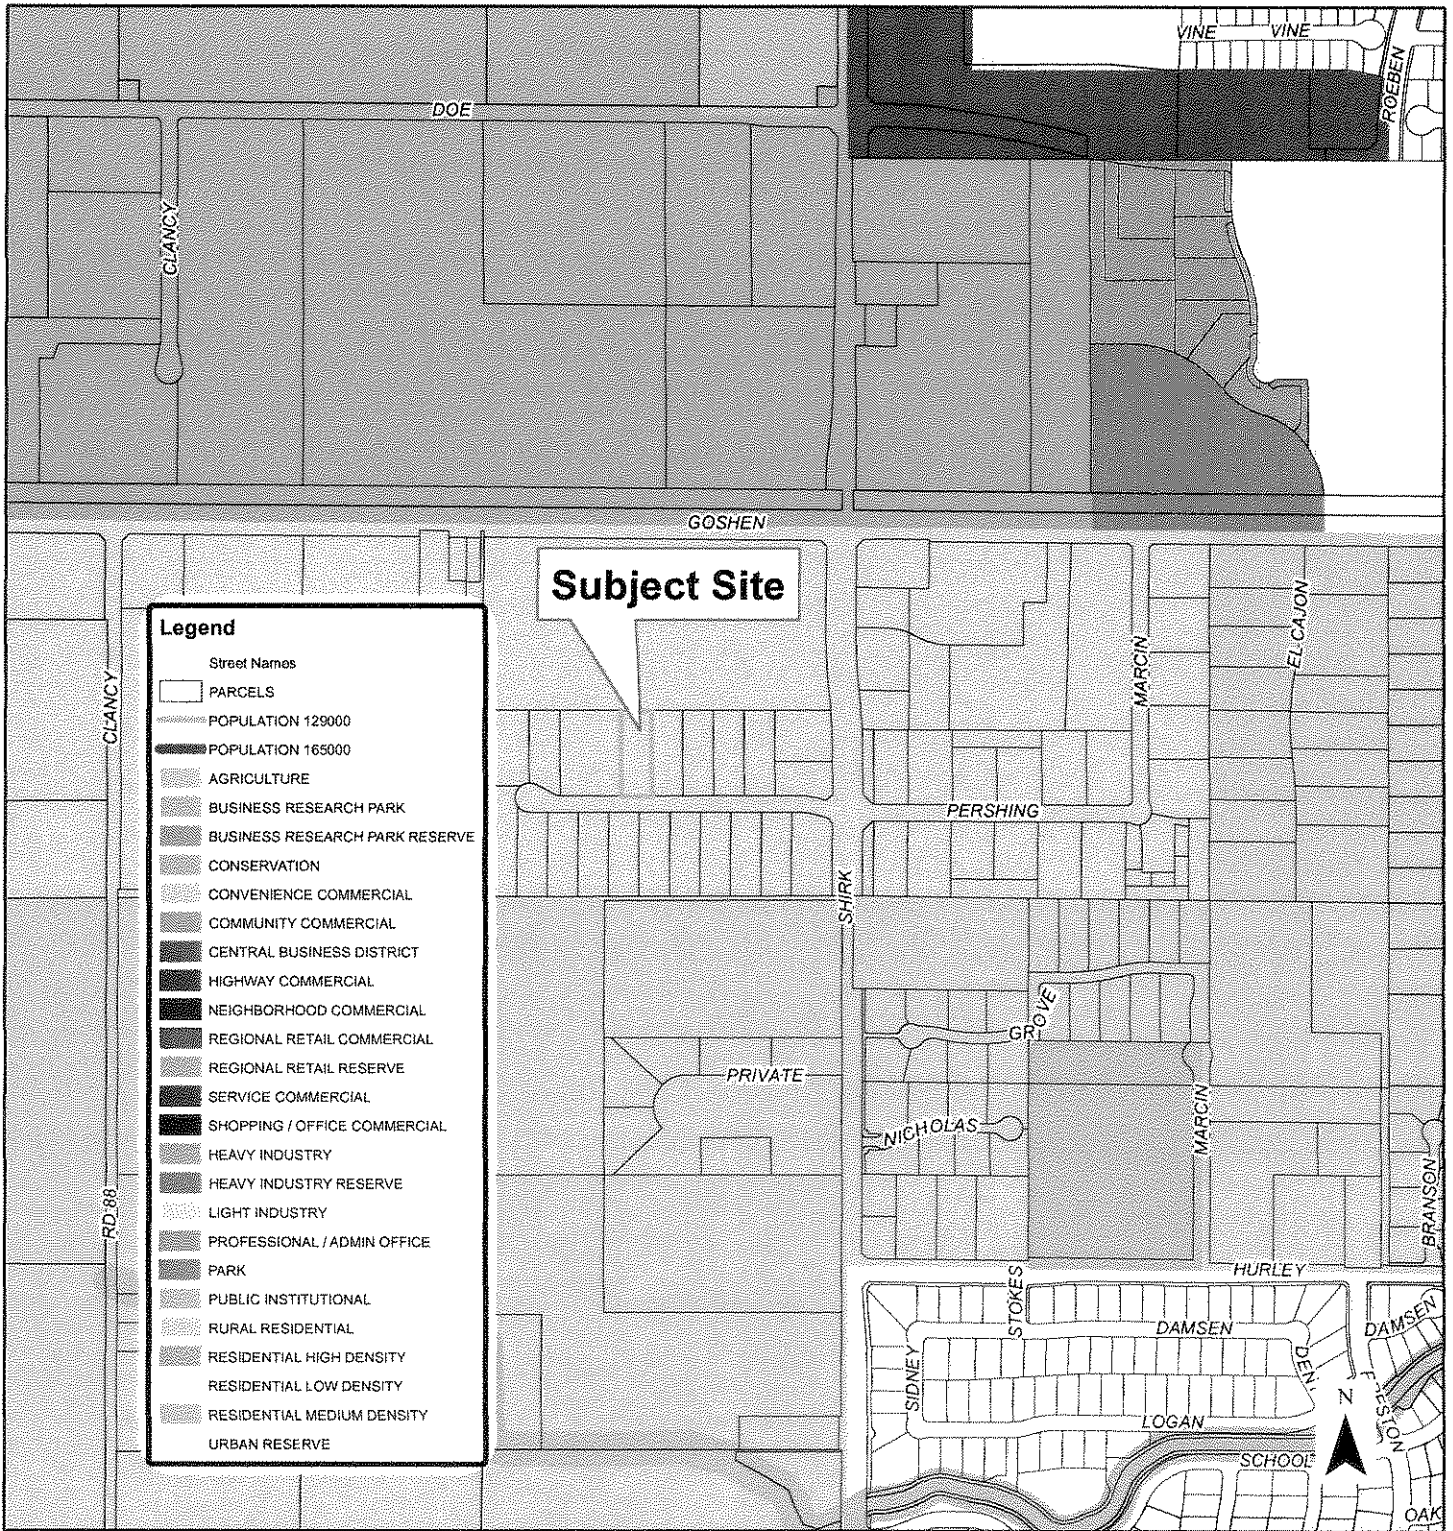 VINE VINE
ROEBEN
DOE
CLANCY
GOSHEN
Subject Site
EL CAJON
MARCIN
CLANCY
Legend
Street Names
PARCELS
POPULATION 129000
POPULATION 165000
AGRICULTURE
BUSINESS RESEARCH PARK
BUSINESS RESEARCH PARK RESERVE
CONSERVATION
CONVENIENCE COMMERCIAL
COMMUNITY COMMERCIAL
CENTRAL BUSINESS DISTRICT
HIGHWAY COMMERCIAL
NEIGHBORHOOD COMMERCIAL
REGIONAL RETAIL COMMERCIAL
REGIONAL RETAIL RESERVE
SERVICE COMMERCIAL
SHOPPING / OFFICE COMMERCIAL
HEAVY INDUSTRY
HEAVY INDUSTRY RESERVE
LIGHT INDUSTRY
PROFESSIONAL / ADMIN OFFICE
PARK
PUBLIC INSTITUTIONAL
RURAL RESIDENTIAL
RESIDENTIAL HIGH DENSITY
RESIDENTIAL LOW DENSITY
RESIDENTIAL MEDIUM DENSITY
URBAN RESERVE
RD 88
PERSHING
SHIRK
GROVE
PRIVATE
NICHOLAS
MARCIN
BRANSON
HURLEY
STOKES
DAMSEN
DAMSEN
SIDNEY
N
LOGAN
SCHOOL
OAK